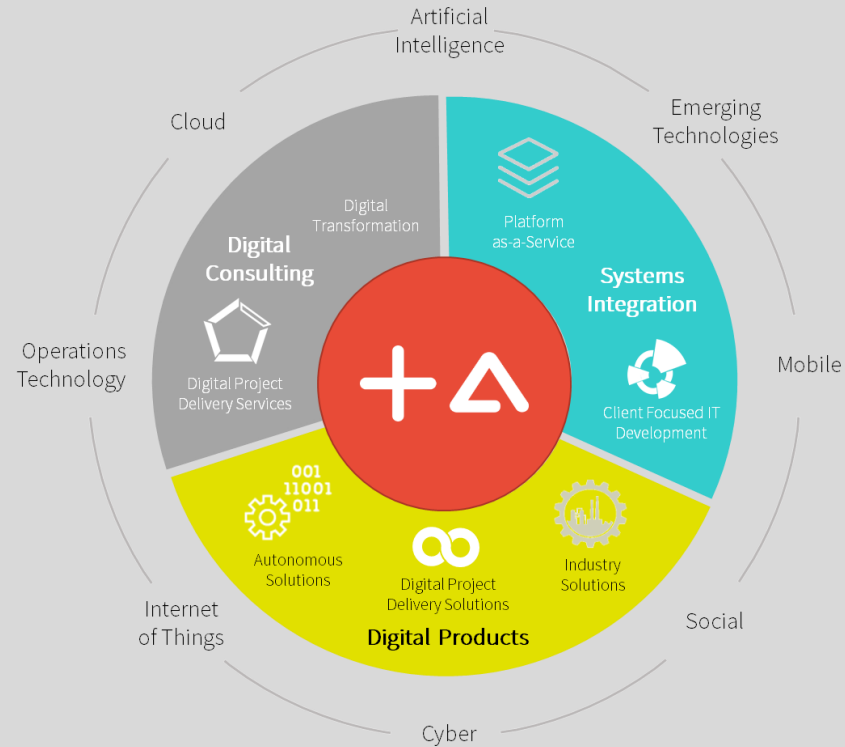 Artificial
Intelligence
Emerging
Technologies
Mobile
Social
Cyber
Internet
of Things
Operations
Technology
Cloud
Digital
Transformation
Digital
Consulting
Digital Project
Delivery Services
Platform
as-a-Service
Systems
Integration
Client Focused IT
Development
001
11001
011
Autonomous
Solutions
Digital Project
Delivery Solutions
Industry
Solutions
Digital Products